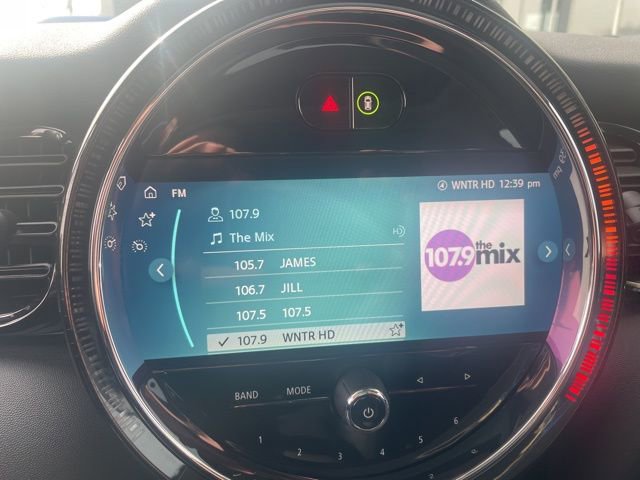 FM
WNTR HD 12:39 pm
107.9
The Mix
HD
105.7 JAMES
106.7 JILL
107.5 107.5
107.9 WNTR HD
107.9 the mix
BAND
MODE
1 2 3 4 5 6